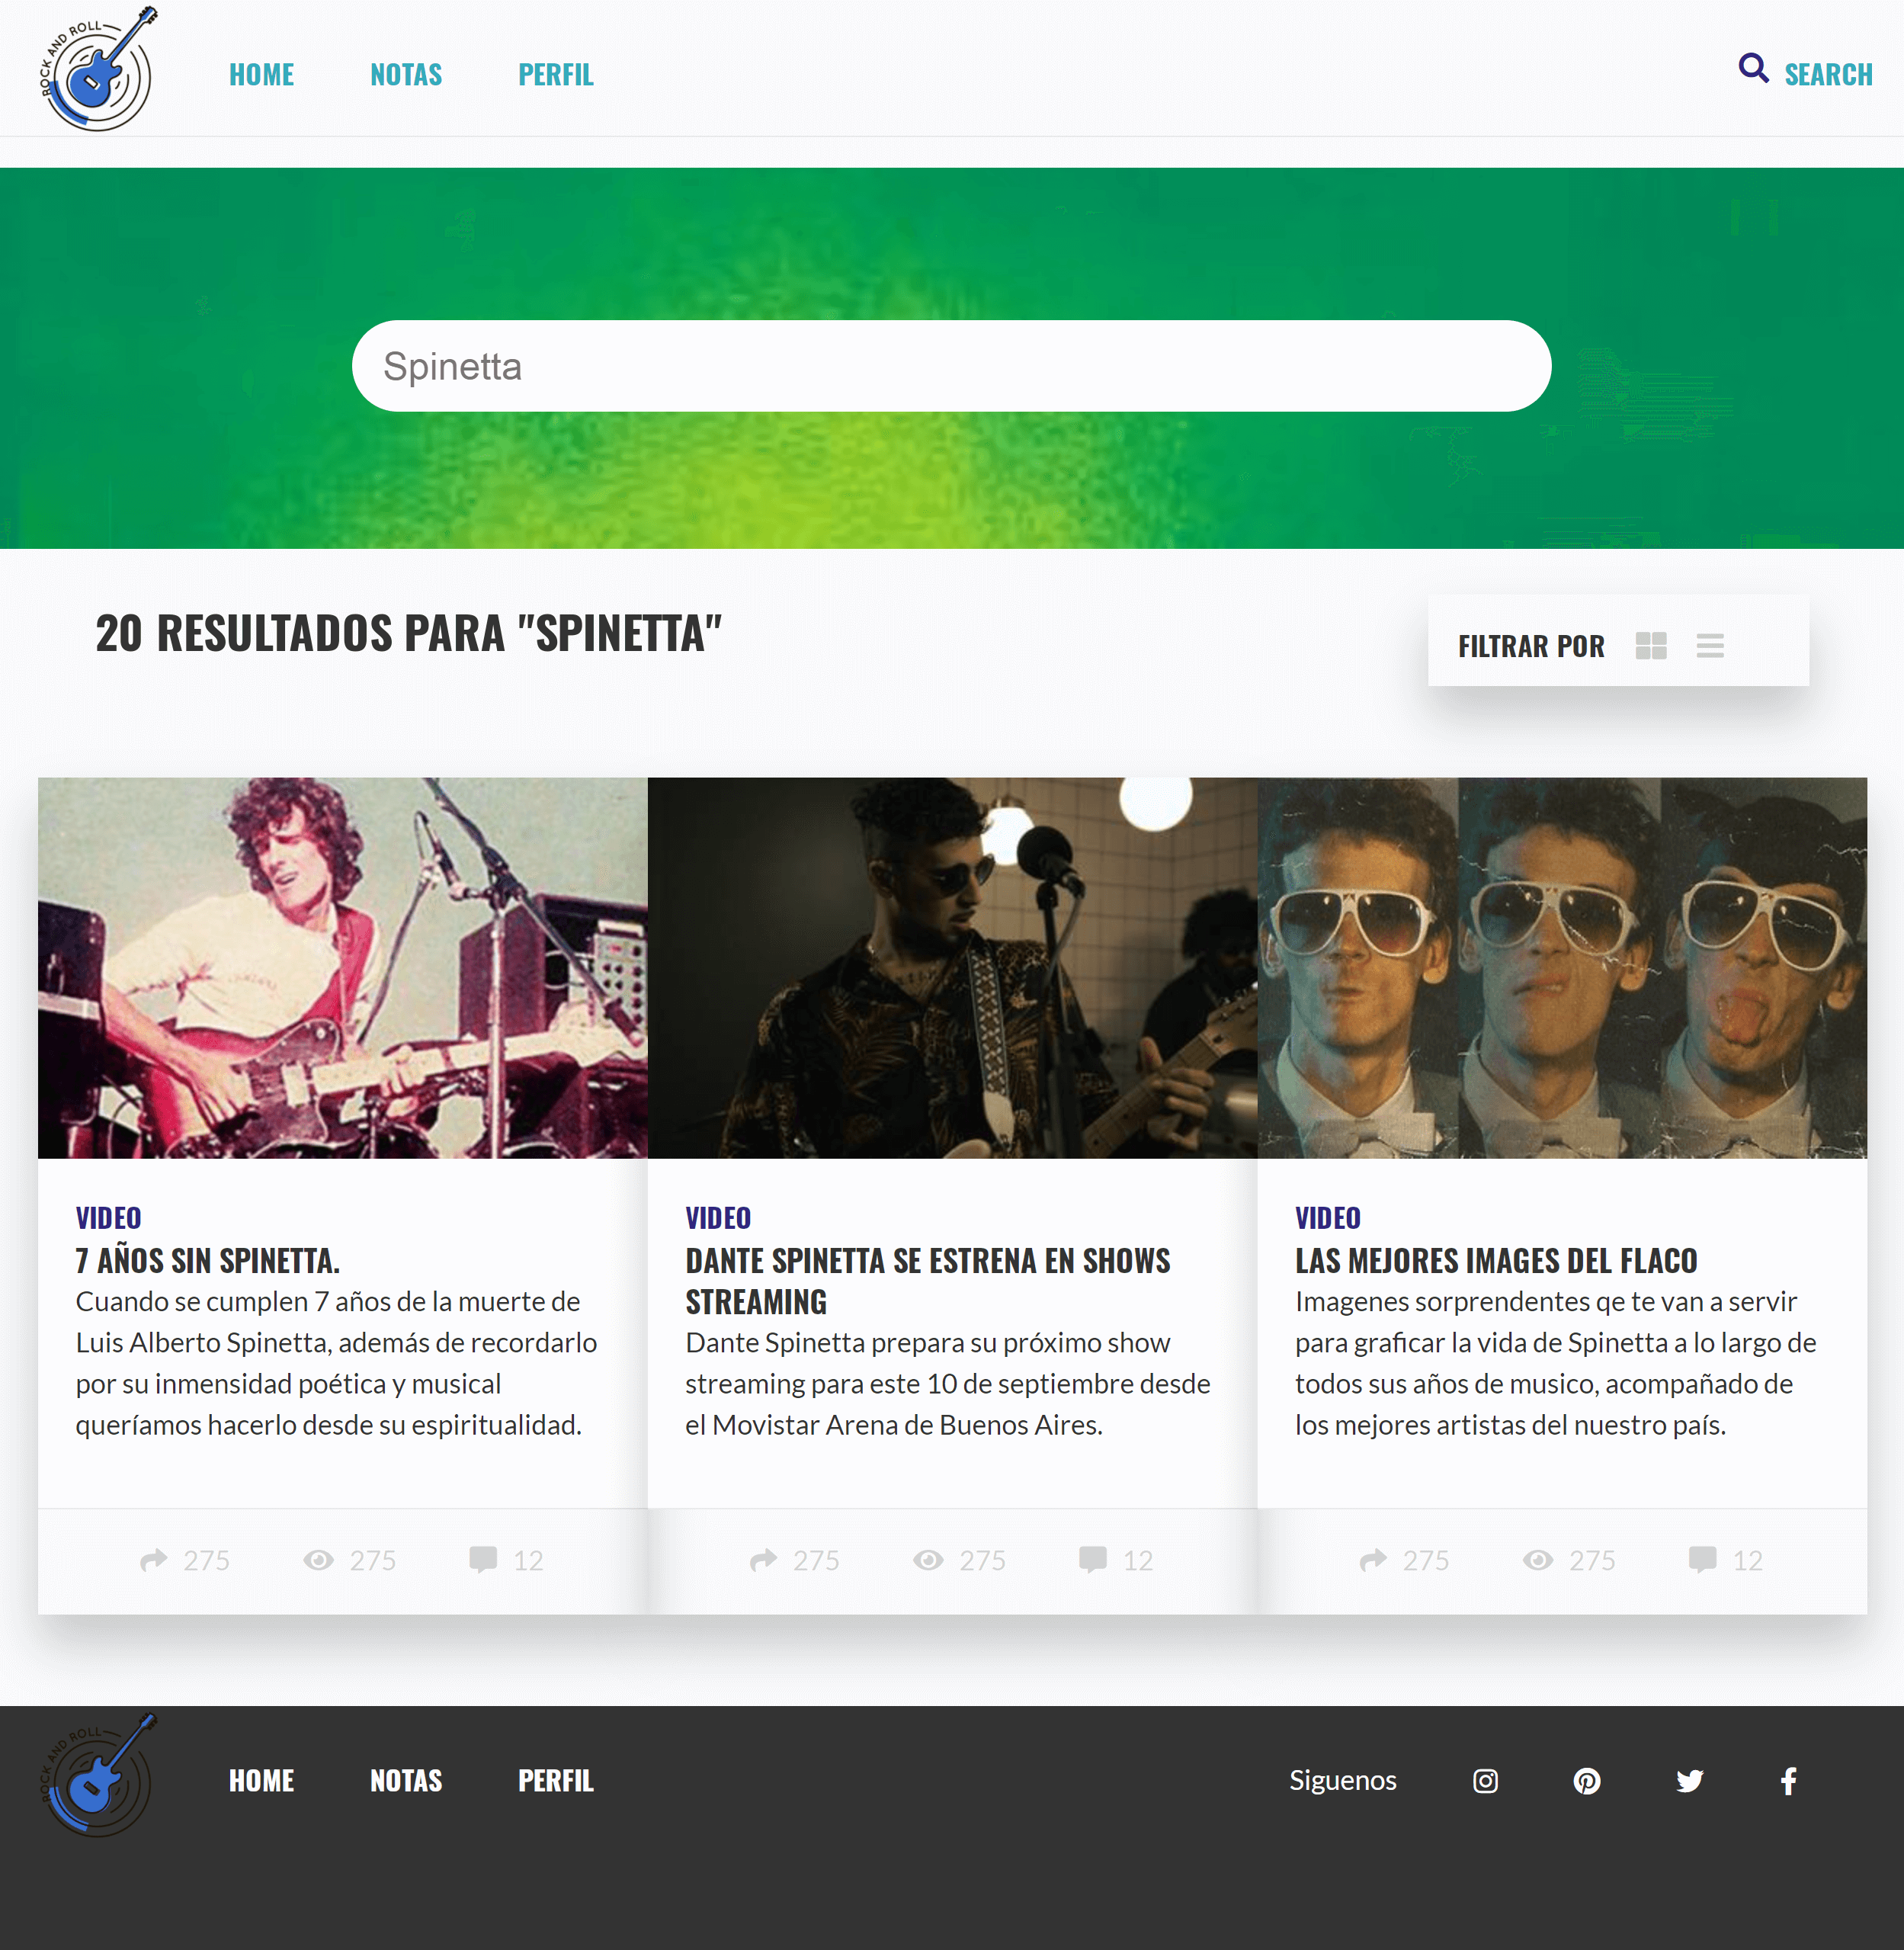 ROCK AND ROLL
HOME NOTAS PERFIL SEARCH
Spinetta
20 RESULTADOS PARA "SPINETTA"
FILTRAR POR
VIDEO
7 AÑOS SIN SPINETTA.
Cuando se cumplen 7 años de la muerte de
Luis Alberto Spinetta, además de recordarlo
por su inmensidad poética y musical
queríamos hacerlo desde su espiritualidad.
275 275 12
VIDEO
DANTE SPINETTA SE ESTRENA EN SHOWS
STREAMING
Dante Spinetta prepara su próximo show
streaming para este 10 de septiembre desde
el Movistar Arena de Buenos Aires.
275 275 12
VIDEO
LAS MEJORES IMAGES DEL FLACO
Imagenes sorprendentes qe te van a servir
para graficar la vida de Spinetta a lo largo de
todos sus años de musico, acompañado de
los mejores artistas del nuestro país.
275 275 12
ROCK AND ROLL
HOME NOTAS PERFIL Siguenos